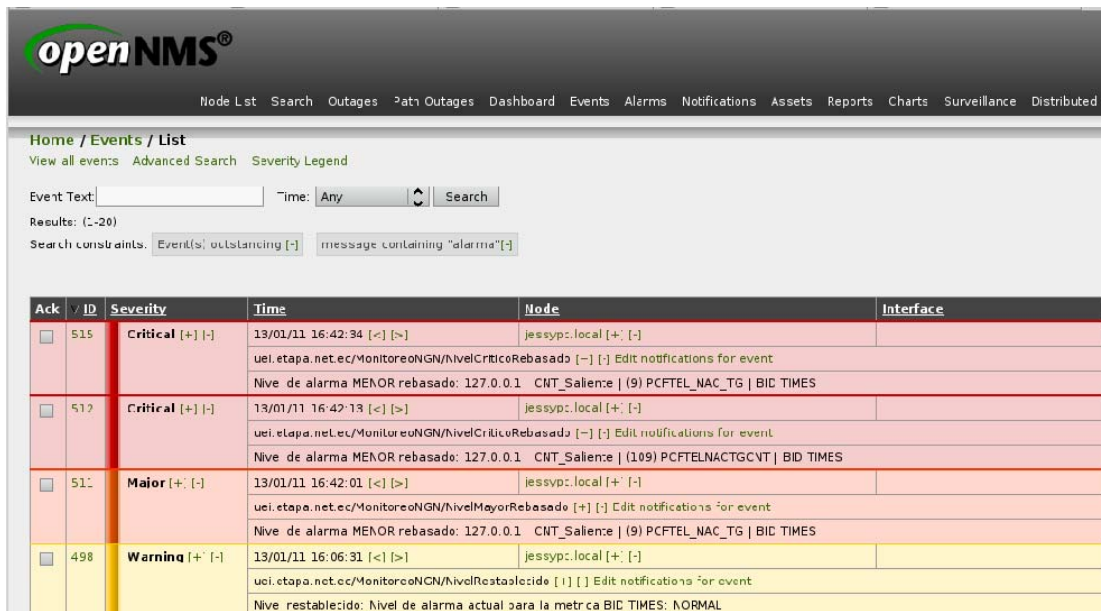 openNMS®
Node List Search Outages Path Outages Dashboard Events Alarms Notifications Assets Reports Charts Surveillance Distributed
Home / Events / List
View all events Advanced Search Severity Legend
Event Text: Time: Any Search
Results: (1-20)
Search constraints: Event(s) outstanding [-] message containing "alarma"[-]
Ack ID Severity Time Node Interface
515 Critical [+] [-] 13/01/11 16:42:34 [<] [>] jessypc.local [+] [-]
uei.etapa.net.ec/MonitoreoNGN/NivelCriticoRebasado [+] [-] Edit notifications for event
Nivel de alarma MENOR rebasado: 127.0.0.1 CNT_Saliente | (9) PCFTEL_NAC_TG | BID TIMES
512 Critical [+] [-] 13/01/11 16:42:13 [<] [>] jessypc.local [+] [-]
uei.etapa.net.ec/MonitoreoNGN/NivelCriticoRebasado [+] [-] Edit notifications for event
Nivel de alarma MENOR rebasado: 127.0.0.1 CNT_Saliente | (109) PCFTELNACTGCNT | BID TIMES
511 Major [+] [-] 13/01/11 16:42:01 [<] [>] jessypc.local [+] [-]
uei.etapa.net.ec/MonitoreoNGN/NivelMayorRebasado [+] [-] Edit notifications for event
Nivel de alarma MENOR rebasado: 127.0.0.1 CNT_Saliente | (9) PCFTEL_NAC_TG | BID TIMES
498 Warning [+] [-] 13/01/11 16:06:31 [<] [>] jessypc.local [+] [-]
uei.etapa.net.ec/MonitoreoNGN/NivelRestablecido [+] [-] Edit notifications for event
Nivel restablecido: Nivel de alarma actual para la metrica BID TIMES: NORMAL